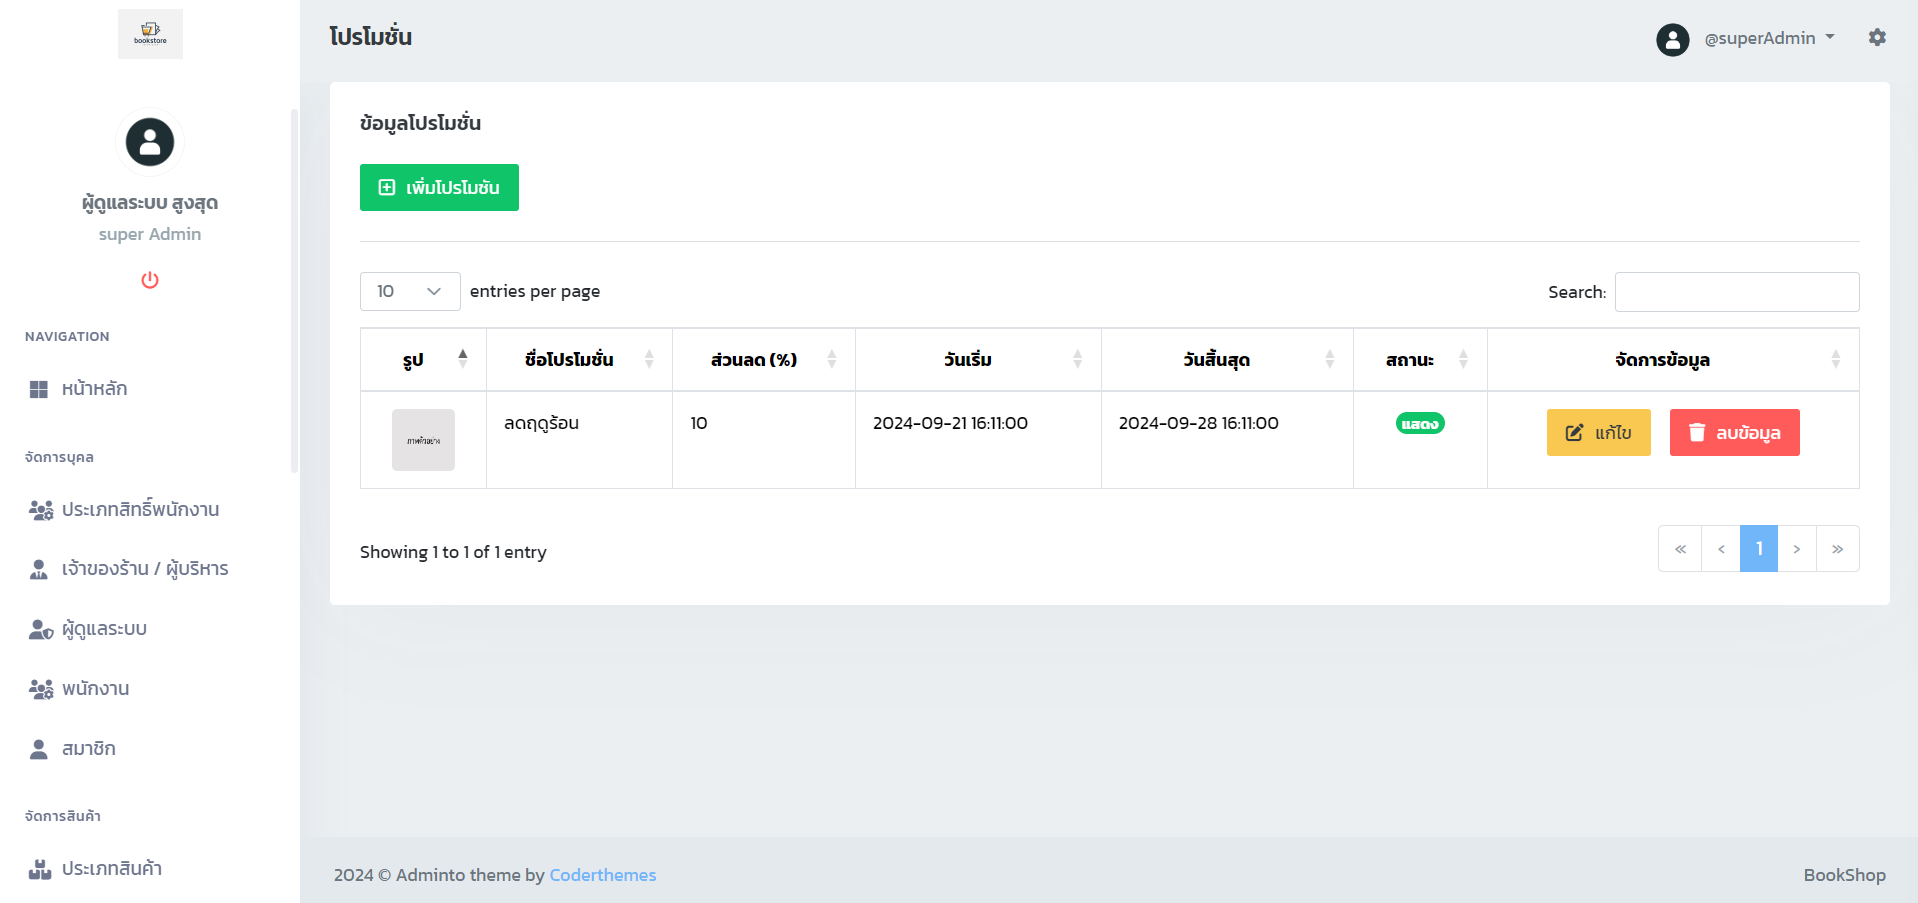 bookstore
โปรโมชั่น
@superAdmin
ผู้ดูแลระบบ สูงสุด
super Admin
NAVIGATION
หน้าหลัก
จัดการบุคล
ประเภทสิทธิ์พนักงาน
เจ้าของร้าน / ผู้บริหาร
ผู้ดูแลระบบ
พนักงาน
สมาชิก
จัดการสินค้า
ประเภทสินค้า
ข้อมูลโปรโมชั่น
เพิ่มโปรโมชัน
10 entries per page
Search:
รูป ชื่อโปรโมชั่น ส่วนลด (%) วันเริ่ม วันสิ้นสุด สถานะ จัดการข้อมูล
ภาพตัวอย่าง ลดฤดูร้อน 10 2024-09-21 16:11:00 2024-09-28 16:11:00 แสดง แก้ไข ลบข้อมูล
Showing 1 to 1 of 1 entry
« ‹ 1 › »
2024 © Adminto theme by Coderthemes
BookShop